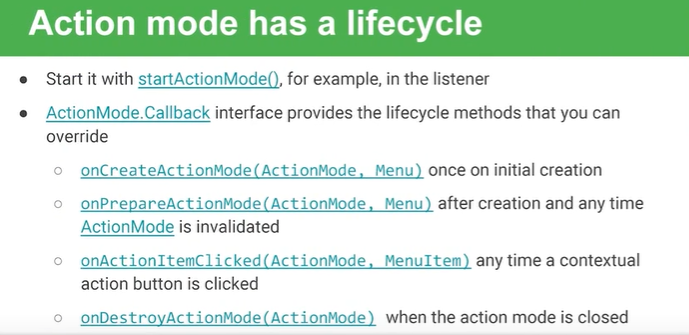 Action mode has a lifecycle
● Start it with startActionMode(), for example, in the listener
● ActionMode.Callback interface provides the lifecycle methods that you can
override
○ onCreateActionMode(ActionMode, Menu) once on initial creation
○ onPrepareActionMode(ActionMode, Menu) after creation and any time
ActionMode is invalidated
○ onActionItemClicked(ActionMode, MenuItem) any time a contextual
action button is clicked
○ onDestroyActionMode(ActionMode) when the action mode is closed